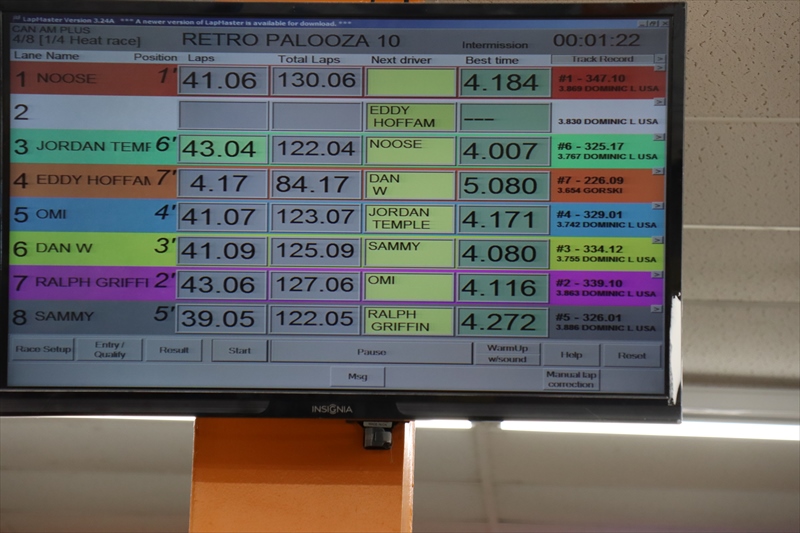 LapMaster Version 3.24A *** A newer version of LapMaster is available for download. ***
CAN AM PLUS
4/8 [1/4 Heat race] RETRO PALOOZA 10 Intermission 00:01:22
Lane Name Position Laps Total Laps Next driver Best time Track Record
1 NOOSE 1' 41.06 130.06 4.184 #1 - 347.10
3.869 DOMINIC L USA
2 EDDY HOFFAM --- 3.830 DOMINIC L USA
3 JORDAN TEMF 6' 43.04 122.04 NOOSE 4.007 #6 - 325.17
3.767 DOMINIC L USA
4 EDDY HOFFAM 7' 4.17 84.17 DAN W 5.080 #7 - 226.09
3.654 GORSKI
5 OMI 4' 41.07 123.07 JORDAN TEMPLE 4.171 #4 - 329.01
3.742 DOMINIC L USA
6 DAN W 3' 41.09 125.09 SAMMY 4.080 #3 - 334.12
3.755 DOMINIC L USA
7 RALPH GRIFFI 2' 43.06 127.06 OMI 4.116 #2 - 339.10
3.863 DOMINIC L USA
8 SAMMY 5' 39.05 122.05 RALPH GRIFFIN 4.272 #5 - 326.01
3.886 DOMINIC L USA
Race Setup Entry / Qualify Result Start Pause WarmUp w/sound Help Reset
Msg Manual lap correction
INSIGNIA